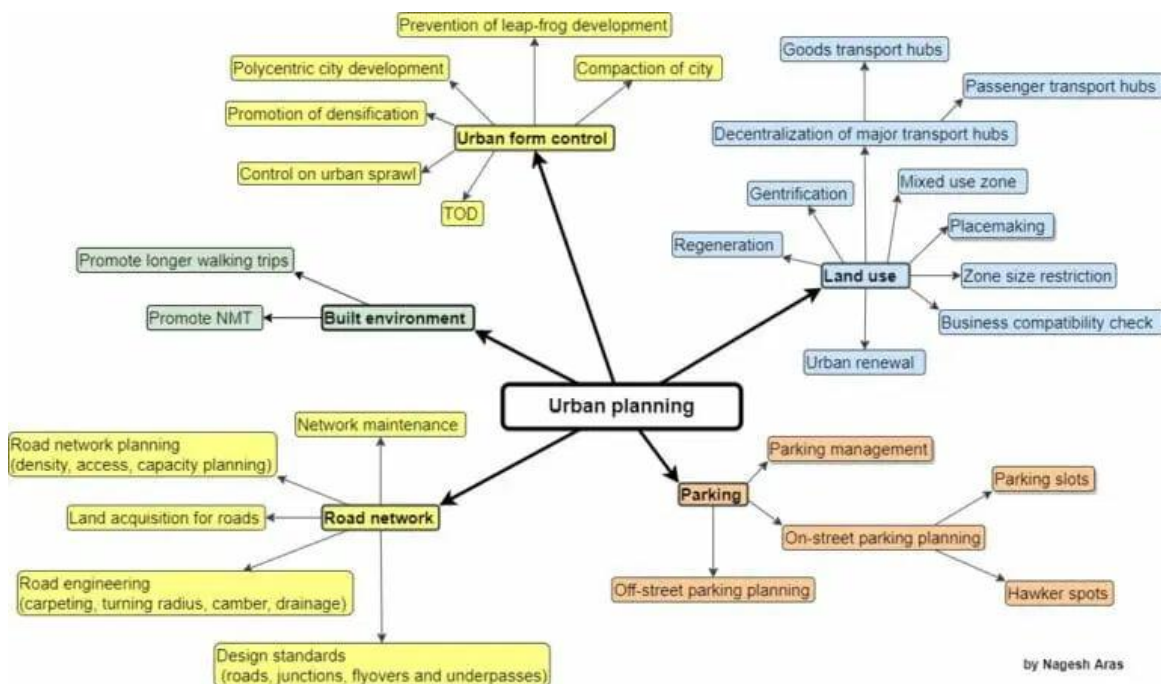 Prevention of leap-frog development
Polycentric city development
Compaction of city
Promotion of densification
Urban form control
Control on urban sprawl
TOD
Goods transport hubs
Passenger transport hubs
Decentralization of major transport hubs
Gentrification
Mixed use zone
Placemaking
Regeneration
Land use
Zone size restriction
Business compatibility check
Urban renewal
Promote longer walking trips
Promote NMT
Built environment
Urban planning
Network maintenance
Road network planning
(density, access, capacity planning)
Land acquisition for roads
Road network
Road engineering
(carpeting, turning radius, camber, drainage)
Design standards
(roads, junctions, flyovers and underpasses)
Parking management
Parking
Parking slots
On-street parking planning
Off-street parking planning
Hawker spots
by Nagesh Aras